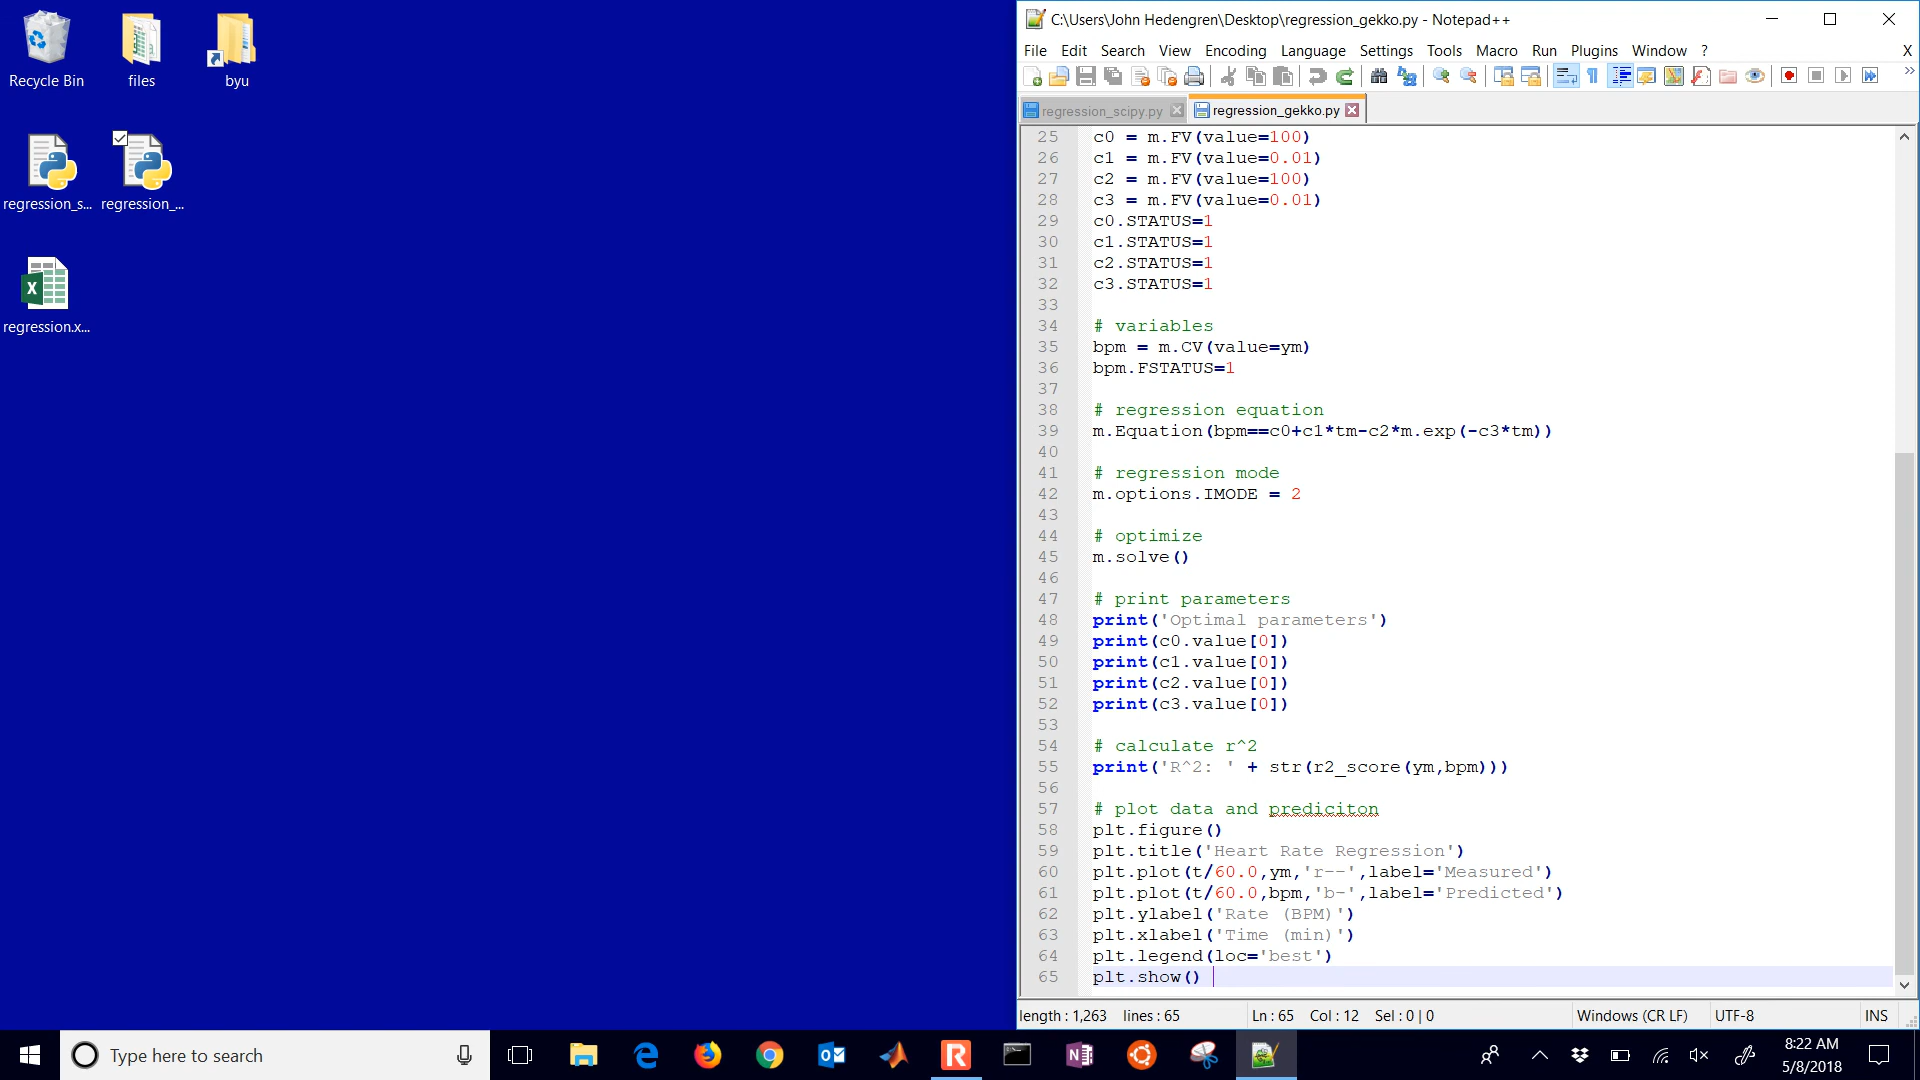 Recycle Bin
files
byu
regression_s...
regression_...
regression.x...
C:\Users\John Hedengren\Desktop\regression_gekko.py - Notepad++
File Edit Search View Encoding Language Settings Tools Macro Run Plugins Window ? X
regression_scipy.py regression_gekko.py
25 c0 = m.FV(value=100)
26 c1 = m.FV(value=0.01)
27 c2 = m.FV(value=100)
28 c3 = m.FV(value=0.01)
29 c0.STATUS=1
30 c1.STATUS=1
31 c2.STATUS=1
32 c3.STATUS=1
33
34 # variables
35 bpm = m.CV(value=ym)
36 bpm.FSTATUS=1
37
38 # regression equation
39 m.Equation(bpm==c0+c1*tm-c2*m.exp(-c3*tm))
40
41 # regression mode
42 m.options.IMODE = 2
43
44 # optimize
45 m.solve()
46
47 # print parameters
48 print('Optimal parameters')
49 print(c0.value[0])
50 print(c1.value[0])
51 print(c2.value[0])
52 print(c3.value[0])
53
54 # calculate r^2
55 print('R^2: ' + str(r2_score(ym,bpm)))
56
57 # plot data and prediciton
58 plt.figure()
59 plt.title('Heart Rate Regression')
60 plt.plot(t/60.0,ym,'r--',label='Measured')
61 plt.plot(t/60.0,bpm,'b-',label='Predicted')
62 plt.ylabel('Rate (BPM)')
63 plt.xlabel('Time (min)')
64 plt.legend(loc='best')
65 plt.show()
length : 1,263 lines : 65 Ln : 65 Col : 12 Sel : 0 | 0 Windows (CR LF) UTF-8 INS
Type here to search
8:22 AM
5/8/2018